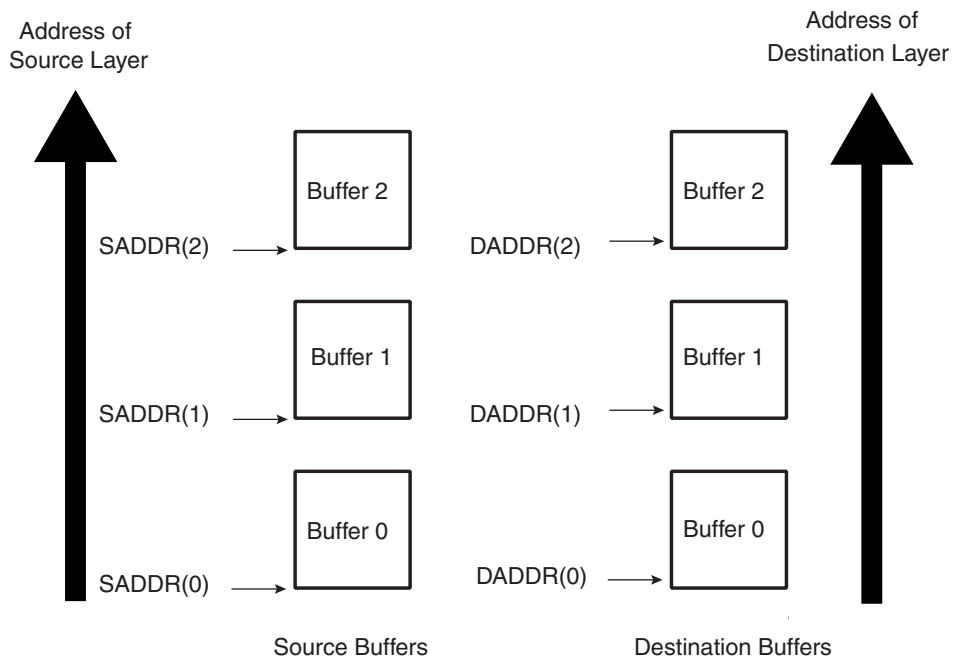 Address of
Source Layer
Address of
Destination Layer
Buffer 2
Buffer 2
SADDR(2)
DADDR(2)
Buffer 1
Buffer 1
SADDR(1)
DADDR(1)
Buffer 0
Buffer 0
SADDR(0)
DADDR(0)
Source Buffers
Destination Buffers